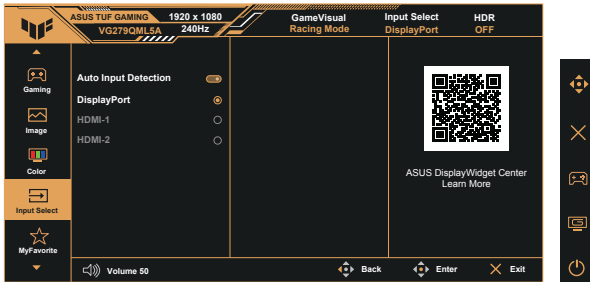 ASUS TUF GAMING 1920 x 1080
VG279QML5A 240Hz
GameVisual
Racing Mode
Input Select
DisplayPort
HDR
OFF
Gaming
Image
Color
Input Select
MyFavorite
Auto Input Detection
DisplayPort
HDMI-1
HDMI-2
ASUS DisplayWidget Center
Learn More
Volume 50
Back
Enter
Exit